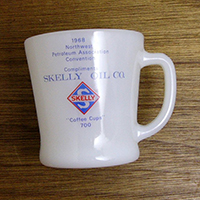 1968
Northwest
Petroleum Association
Convention
Compliments
SKELLY OIL CO.
SKELLY
S
"Coffee Cups"
700